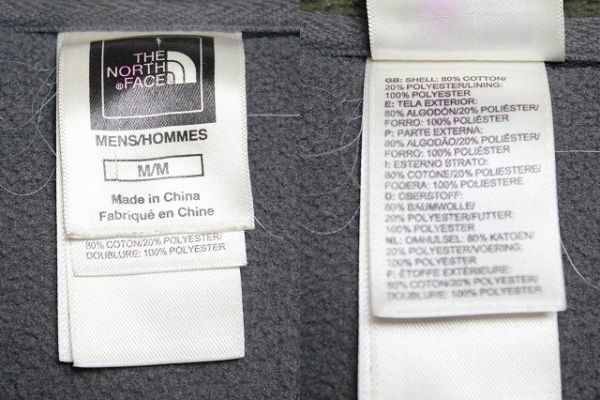 THE
NORTH
FACE
®
MENS/HOMMES
M/M
Made in China
Fabriqué en Chine
80% COTON/20% POLYESTER/
DOUBLURE: 100% POLYESTER
GB: SHELL: 80% COTTON/
20% POLYESTER/LINING:
100% POLYESTER
E: TELA EXTERIOR:
80% ALGODÓN/20% POLIÉSTER/
FORRO: 100% POLIÉSTER
P: PARTE EXTERNA:
80% ALGODÃO/20% POLIÉSTER/
FORRO: 100% POLIÉSTER
I: ESTERNO STRATO:
80% COTONE/20% POLIESTERE/
FODERA: 100% POLIESTERE
D: OBERSTOFF:
80% BAUMWOLLE/
20% POLYESTER/FUTTER:
100% POLYESTER
NL: OMHULSEL: 80% KATOEN/
20% POLYESTER/VOERING:
100% POLYESTER
F: ÉTOFFE EXTÉRIEURE:
80% COTON/20% POLYESTER/
DOUBLURE: 100% POLYESTER